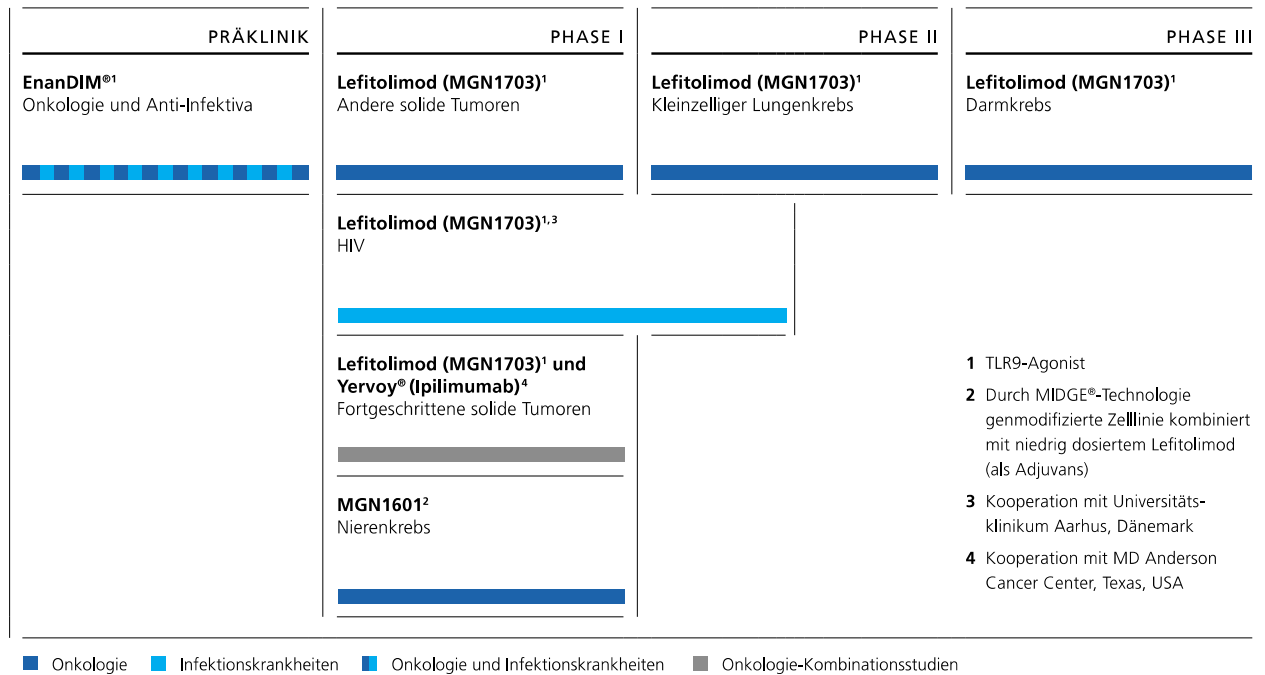 PRÄKLINIK
PHASE I
PHASE II
PHASE III
EnanDIM®¹
Onkologie und Anti-Infektiva
Lefitolimod (MGN1703)¹
Andere solide Tumoren
Lefitolimod (MGN1703)¹
Kleinzelliger Lungenkrebs
Lefitolimod (MGN1703)¹
Darmkrebs
Lefitolimod (MGN1703)¹,³
HIV
Lefitolimod (MGN1703)¹ und
Yervoy® (Ipilimumab)⁴
Fortgeschrittene solide Tumoren
MGN1601²
Nierenkrebs
1 TLR9-Agonist
2 Durch MIDGE®-Technologie
genmodifizierte Zelllinie kombiniert
mit niedrig dosiertem Lefitolimod
(als Adjuvans)
3 Kooperation mit Universitäts-
klinikum Aarhus, Dänemark
4 Kooperation mit MD Anderson
Cancer Center, Texas, USA
Onkologie
Infektionskrankheiten
Onkologie und Infektionskrankheiten
Onkologie-Kombinationsstudien